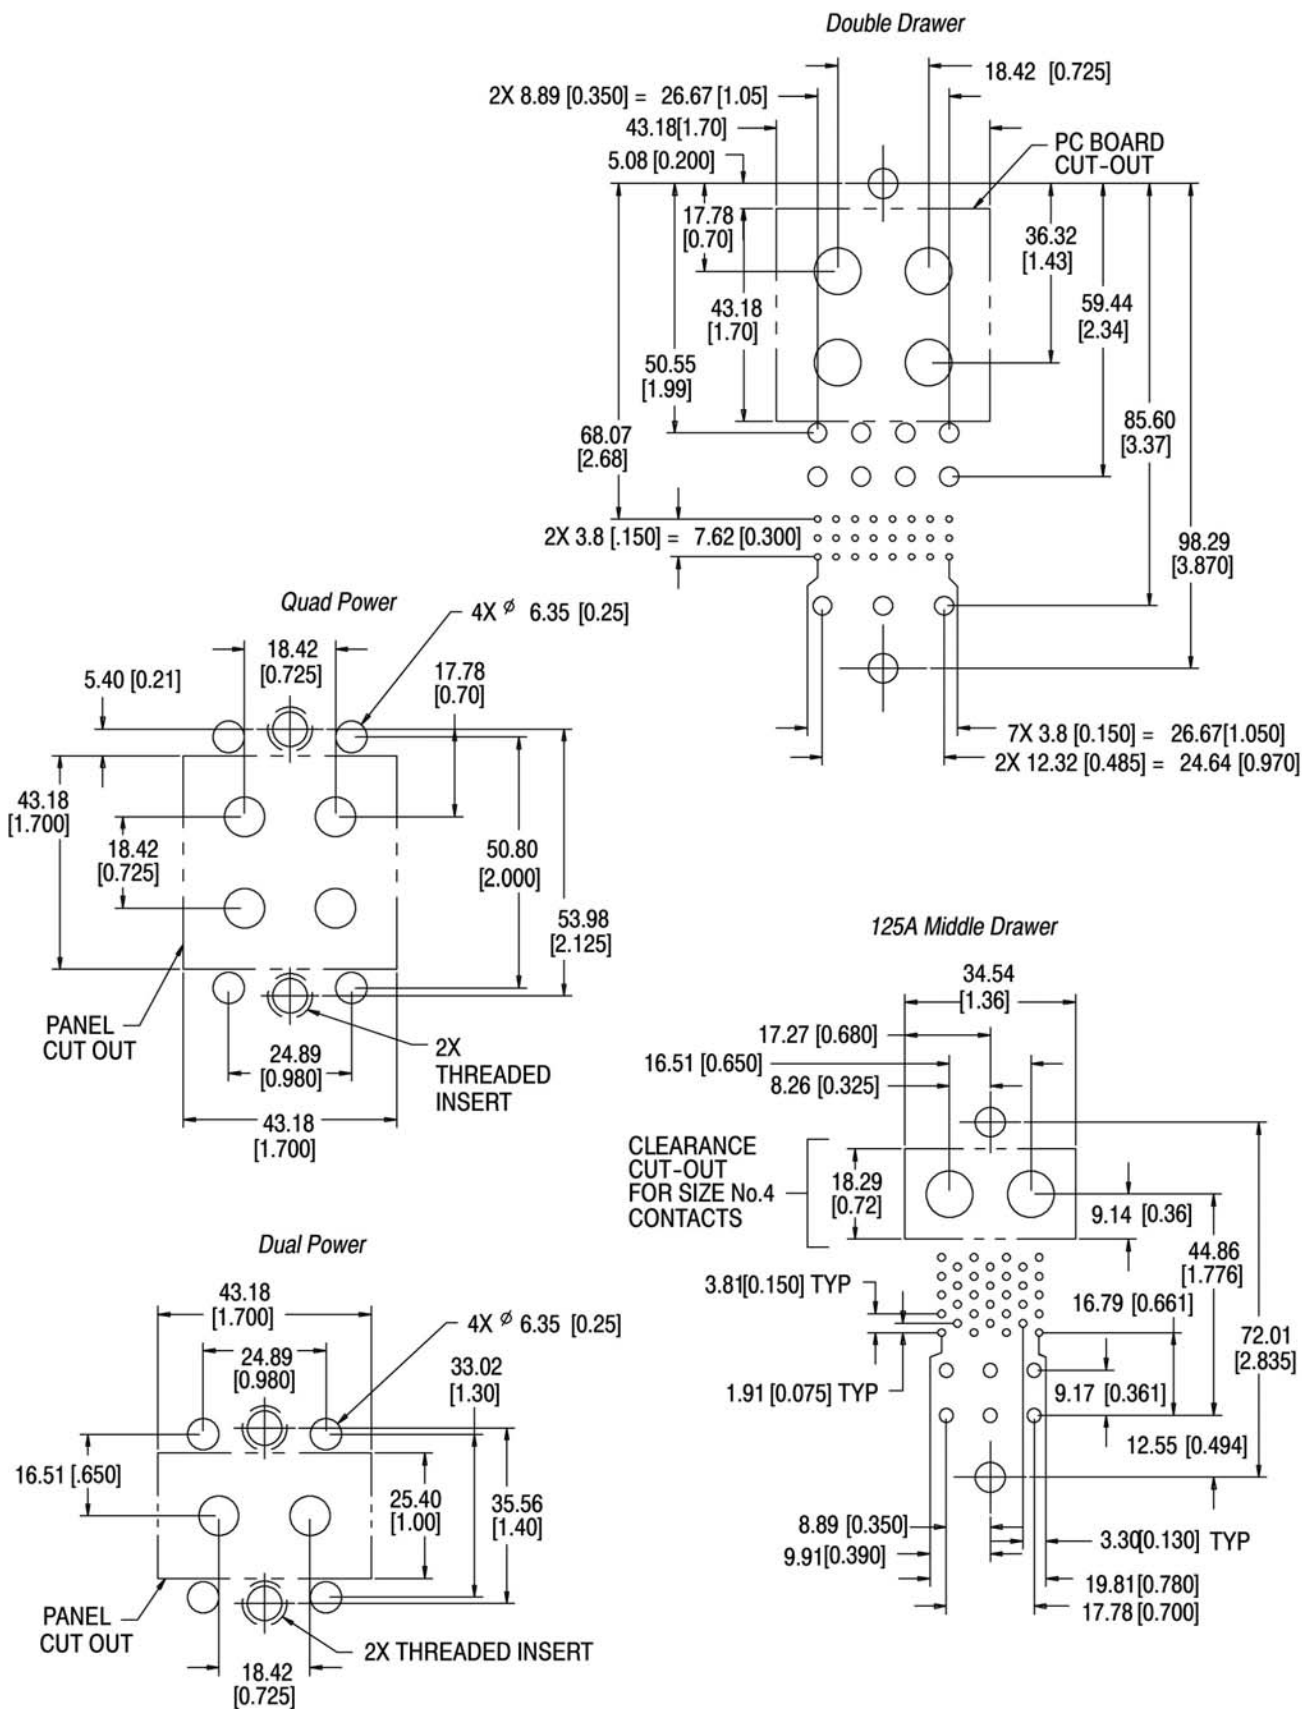 Double Drawer
18.42 [0.725]
2X 8.89 [0.350] = 26.67 [1.05]
43.18[1.70]
5.08 [0.200]
PC BOARD
CUT-OUT
17.78
[0.70]
36.32
[1.43]
43.18
[1.70]
59.44
[2.34]
50.55
[1.99]
68.07
[2.68]
85.60
[3.37]
2X 3.8 [.150] = 7.62 [0.300]
98.29
[3.870]
7X 3.8 [0.150] = 26.67[1.050]
2X 12.32 [0.485] = 24.64 [0.970]
Quad Power
4X ø 6.35 [0.25]
18.42
[0.725]
17.78
[0.70]
5.40 [0.21]
43.18
[1.700]
18.42
[0.725]
50.80
[2.000]
53.98
[2.125]
PANEL
CUT OUT
24.89
[0.980]
2X
THREADED
INSERT
43.18
[1.700]
125A Middle Drawer
34.54
[1.36]
17.27 [0.680]
16.51 [0.650]
8.26 [0.325]
CLEARANCE
CUT-OUT
FOR SIZE No.4
CONTACTS
18.29
[0.72]
9.14 [0.36]
44.86
[1.776]
3.81[0.150] TYP
16.79 [0.661]
72.01
[2.835]
1.91 [0.075] TYP
9.17 [0.361]
12.55 [0.494]
8.89 [0.350]
9.91[0.390]
3.30[0.130] TYP
19.81[0.780]
17.78 [0.700]
Dual Power
43.18
[1.700]
4X ø 6.35 [0.25]
24.89
[0.980]
33.02
[1.30]
16.51 [.650]
25.40
[1.00]
35.56
[1.40]
PANEL
CUT OUT
2X THREADED INSERT
18.42
[0.725]